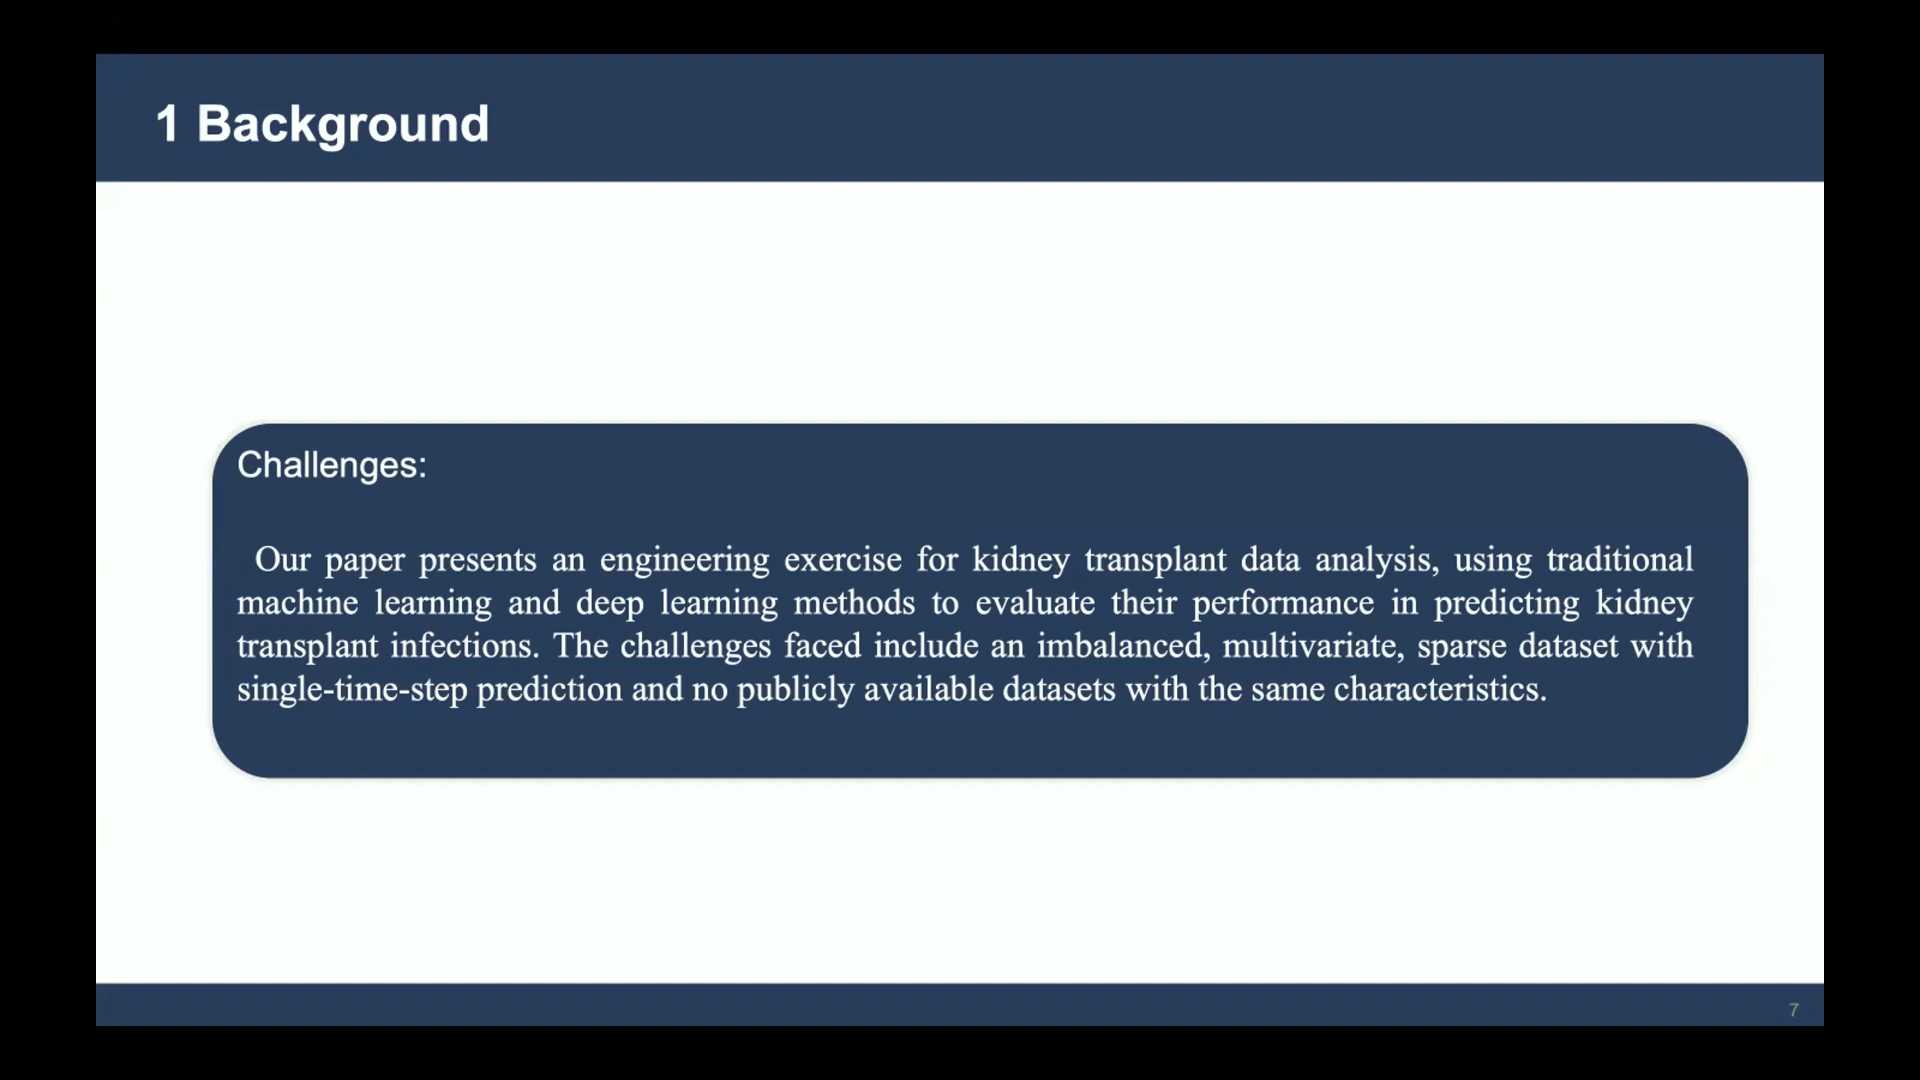 1 Background
Challenges:
Our paper presents an engineering exercise for kidney transplant data analysis, using traditional
machine learning and deep learning methods to evaluate their performance in predicting kidney
transplant infections. The challenges faced include an imbalanced, multivariate, sparse dataset with
single-time-step prediction and no publicly available datasets with the same characteristics.
7